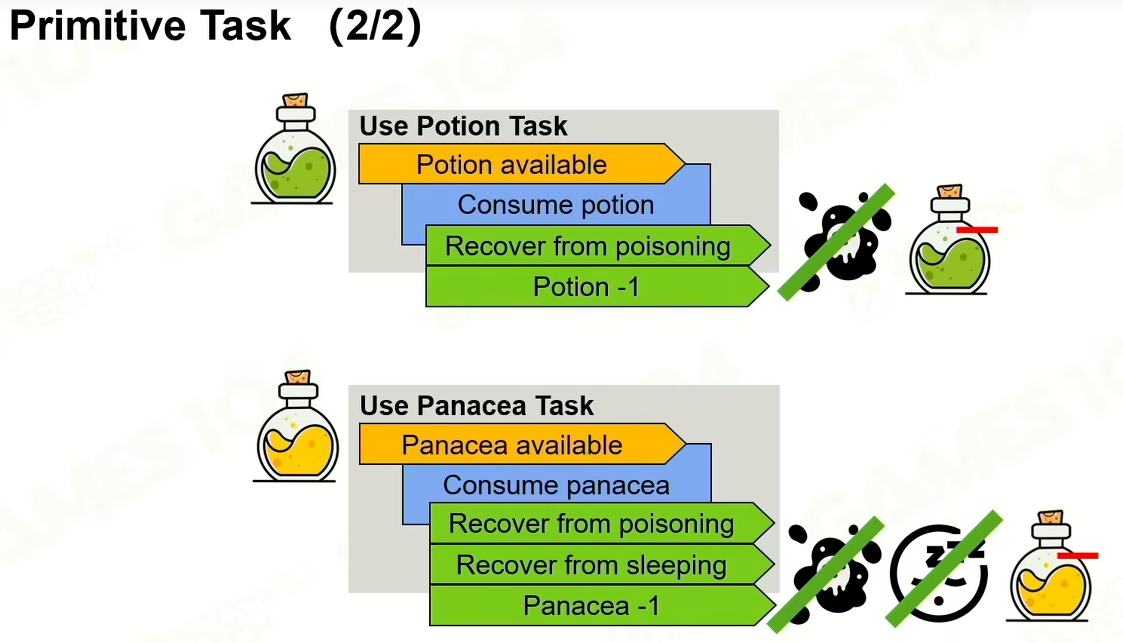 Primitive Task (2/2)
Use Potion Task
Potion available
Consume potion
Recover from poisoning
Potion -1
Use Panacea Task
Panacea available
Consume panacea
Recover from poisoning
Recover from sleeping
Panacea -1